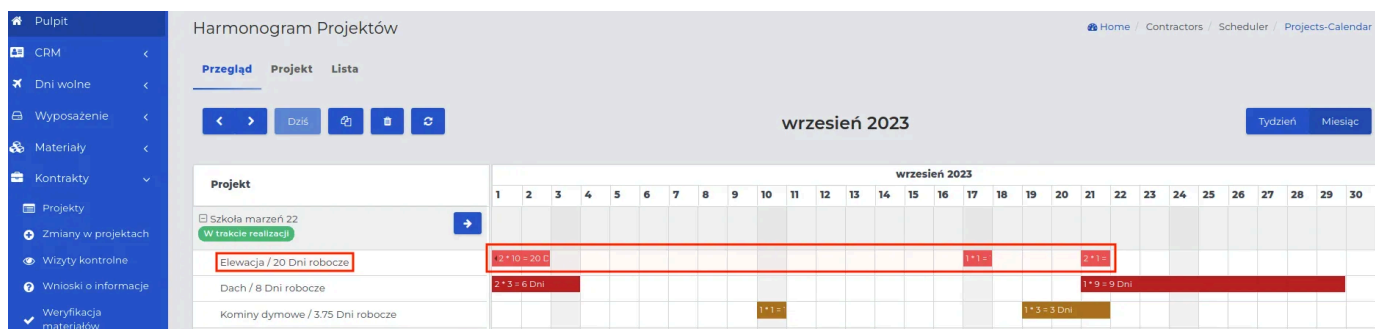 Pulpit
CRM
Dni wolne
Wyposażenie
Materiały
Kontrakty
Projekty
Zmiany w projektach
Wizyty kontrolne
Wnioski o informacje
Weryfikacja
materiałów
Harmonogram Projektów
Home / Contractors / Scheduler / Projects-Calendar
Przegląd Projekt Lista
Dziś
wrzesień 2023
Tydzień Miesiąc
Projekt
wrzesień 2023
1 2 3 4 5 6 7 8 9 10 11 12 13 14 15 16 17 18 19 20 21 22 23 24 25 26 27 28 29 30
Szkoła marzeń 22
W trakcie realizacji
Elewacja / 20 Dni robocze
2 * 10 = 20 D 1 * 1 = 2 * 1 =
Dach / 8 Dni robocze
2 * 3 = 6 Dni 1 * 9 = 9 Dni
Kominy dymowe / 3.75 Dni robocze
1 * 1 = 1 * 3 = 3 Dni